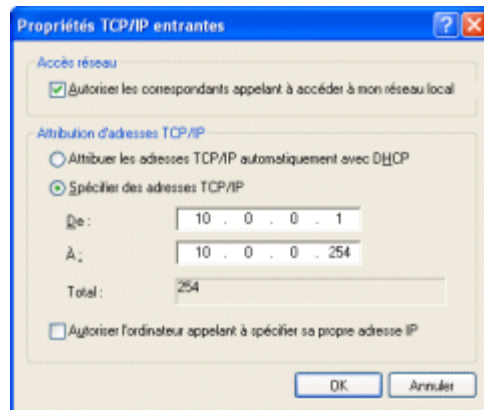 Propriétés TCP/IP entrantes
Accès réseau
Autoriser les correspondants appelant à accéder à mon réseau local
Attribution d'adresses TCP/IP
Attribuer les adresses TCP/IP automatiquement avec DHCP
Spécifier des adresses TCP/IP
De : 10 . 0 . 0 . 1
À : 10 . 0 . 0 . 254
Total : 254
Autoriser l'ordinateur appelant à spécifier sa propre adresse IP
OK Annuler